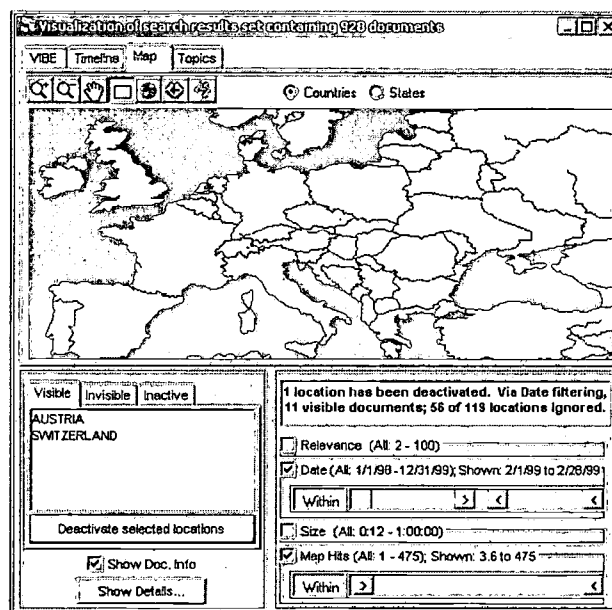 Visualization of search results set containing 928 documents
VIBE Timeline Map Topics
Countries States
Visible Invisible Inactive
AUSTRIA
SWITZERLAND
Deactivate selected locations
Show Doc. Info
Show Details...
1 location has been deactivated. Via Date filtering,
11 visible documents; 56 of 119 locations ignored.
Relevance (All: 2 - 100)
Date (All: 1/1/98 - 12/31/99); Shown: 2/1/99 to 2/28/99
Within
Size (All: 0:12 - 1:00:00)
Map Hits (All: 1 - 475); Shown: 3.6 to 475
Within